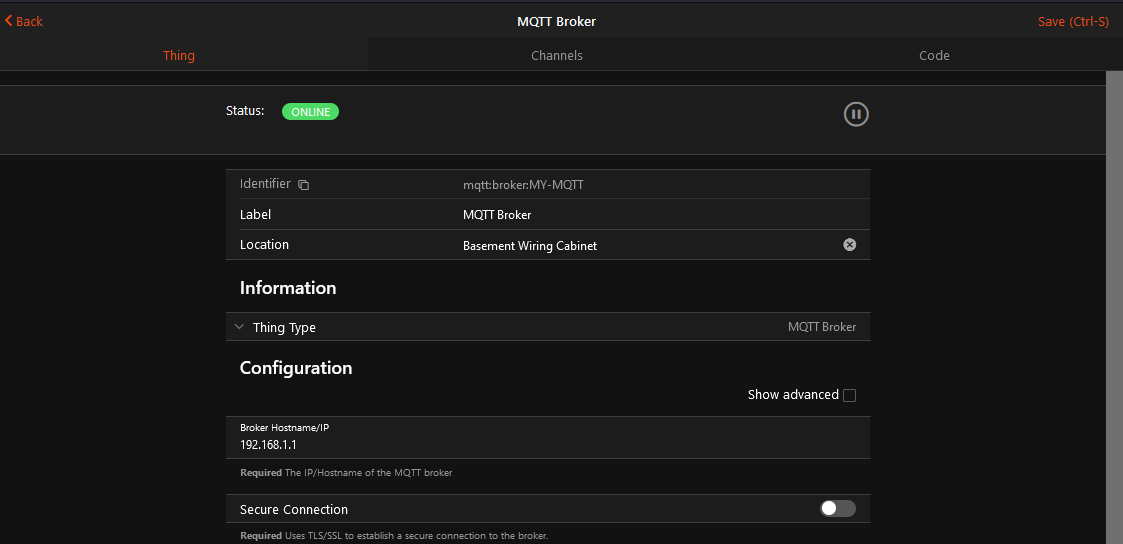 Back
MQTT Broker
Save (Ctrl-S)
Thing
Channels
Code
Status:
ONLINE
Identifier
mqtt:broker:MY-MQTT
Label
MQTT Broker
Location
Basement Wiring Cabinet
Information
Thing Type
MQTT Broker
Configuration
Show advanced
Broker Hostname/IP
192.168.1.1
Required The IP/Hostname of the MQTT broker
Secure Connection
Required Uses TLS/SSL to establish a secure connection to the broker.